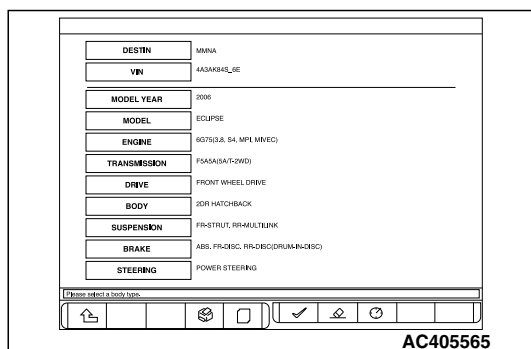 DESTIN MMNA
VIN 4A3AK84S_6E
MODEL YEAR 2006
MODEL ECLIPSE
ENGINE 6G75(3.8, S4, MPI, MIVEC)
TRANSMISSION F5A5A(5A/T-2WD)
DRIVE FRONT WHEEL DRIVE
BODY 2DR HATCHBACK
SUSPENSION FR-STRUT, RR-MULTILINK
BRAKE ABS. FR-DISC. RR-DISC(DRUM-IN-DISC)
STEERING POWER STEERING
Please select a body type.
AC405565